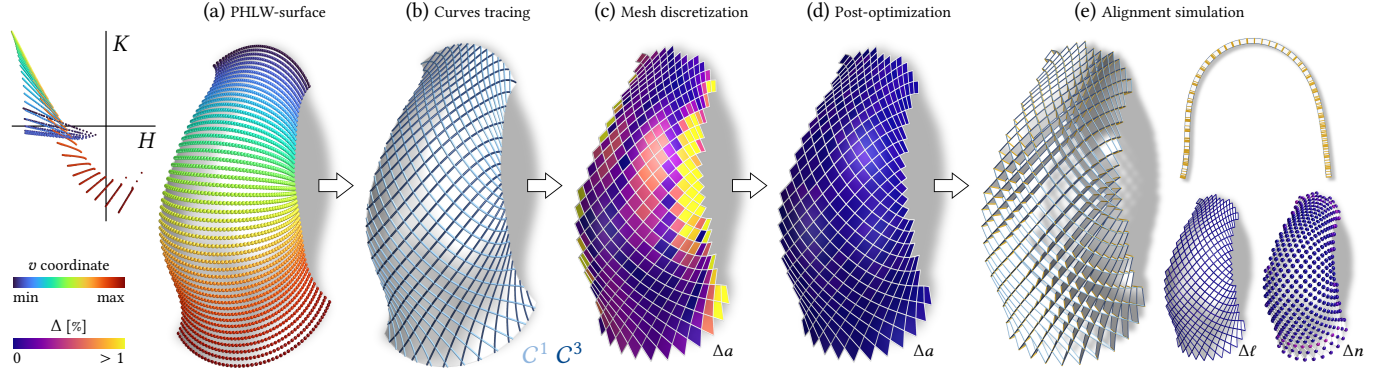 (a) PHLW-surface
(b) Curves tracing
(c) Mesh discretization
(d) Post-optimization
(e) Alignment simulation
K
H
v coordinate
min max
Δ [%]
0 > 1
C¹ C³
Δa
Δa
Δℓ
Δn